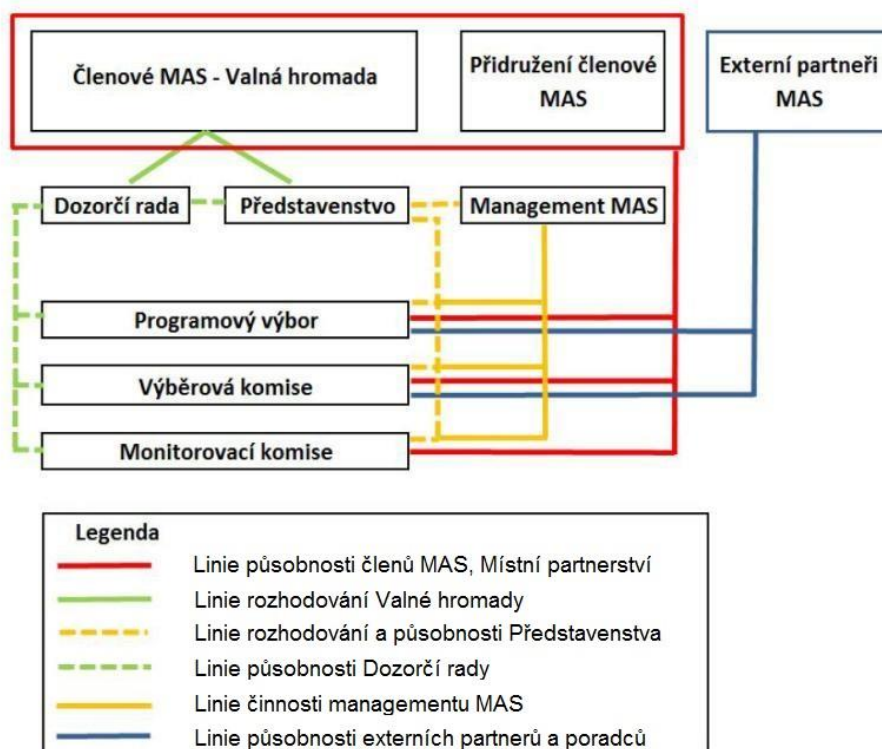 Členové MAS - Valná hromada
Přidružení členové
MAS
Externí partneři
MAS
Dozorčí rada
Představenstvo
Management MAS
Programový výbor
Výběrová komise
Monitorovací komise
Legenda
Linie působnosti členů MAS, Místní partnerství
Linie rozhodování Valné hromady
Linie rozhodování a působnosti Představenstva
Linie působnosti Dozorčí rady
Linie činnosti managementu MAS
Linie působnosti externích partnerů a poradců